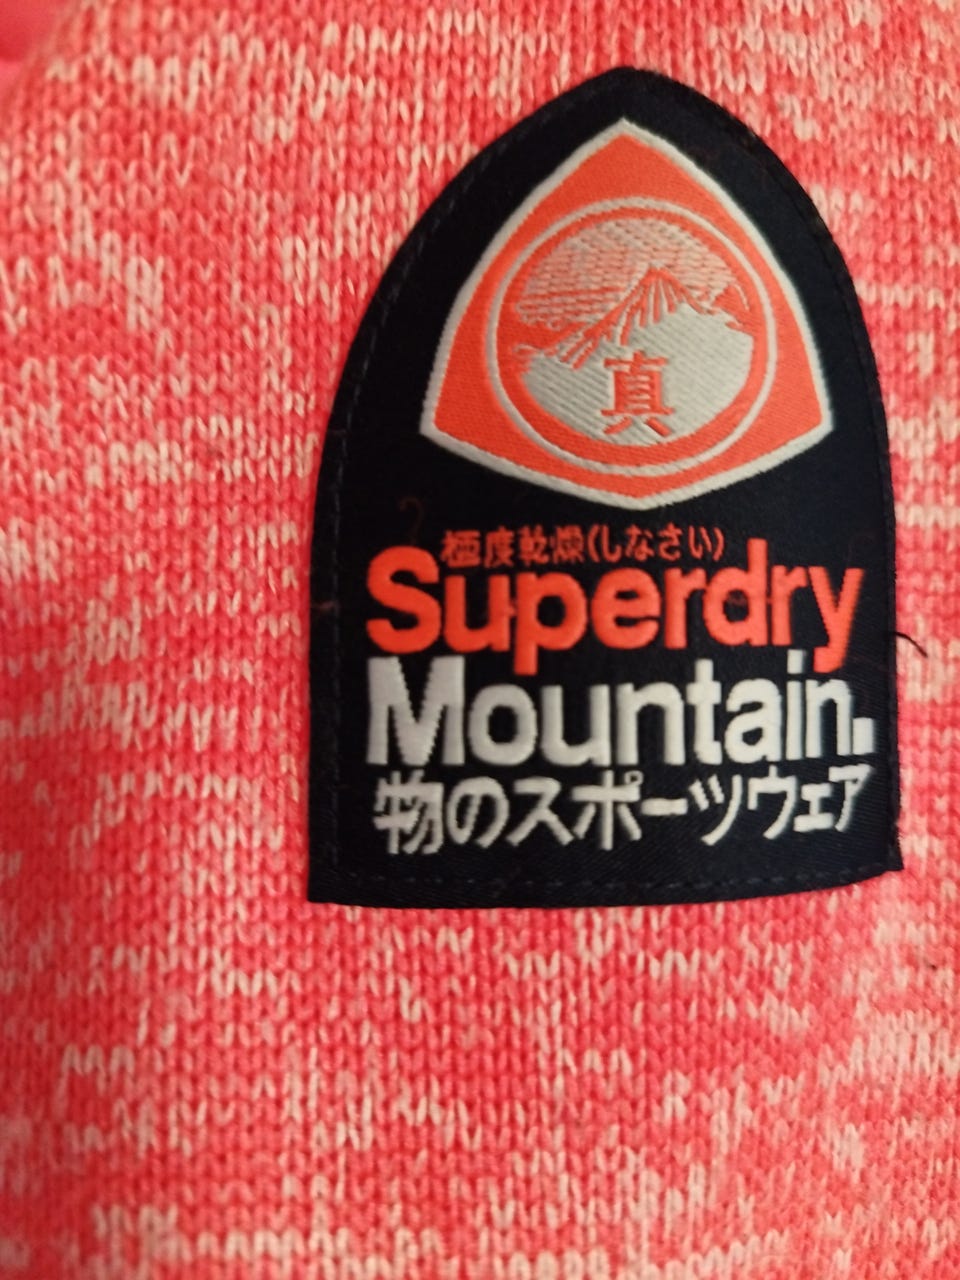 真
極度乾燥(しなさい)
Superdry
Mountain.
物のスポーツウェア